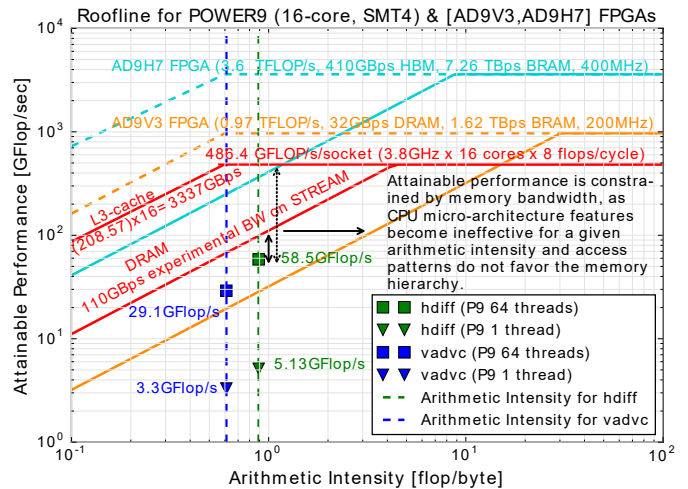 Roofline for POWER9 (16-core, SMT4) & [AD9V3,AD9H7] FPGAs
Attainable Performance [GFlop/sec]
10^4
10^3
10^2
10^1
10^0
AD9H7 FPGA (3.6 TFLOP/s, 410GBps HBM, 7.26 TBps BRAM, 400MHz)
AD9V3 FPGA (0.97 TFLOP/s, 32GBps DRAM, 1.62 TBps BRAM, 200MHz)
486.4 GFLOP/s/socket (3.8GHz x 16 cores x 8 flops/cycle)
L3-cache
(208.57)x16= 3337GBps
DRAM
110GBps experimental BW on STREAM
Attainable performance is constra-
ined by memory bandwidth, as
CPU micro-architecture features
become ineffective for a given
arithmetic intensity and access
patterns do not favor the memory
hierarchy.
58.5GFlop/s
29.1GFlop/s
5.13GFlop/s
3.3GFlop/s
hdiff (P9 64 threads)
hdiff (P9 1 thread)
vadvc (P9 64 threads)
vadvc (P9 1 thread)
Arithmetic Intensity for hdiff
Arithmetic Intensity for vadvc
10^-1
10^0
10^1
10^2
Arithmetic Intensity [flop/byte]